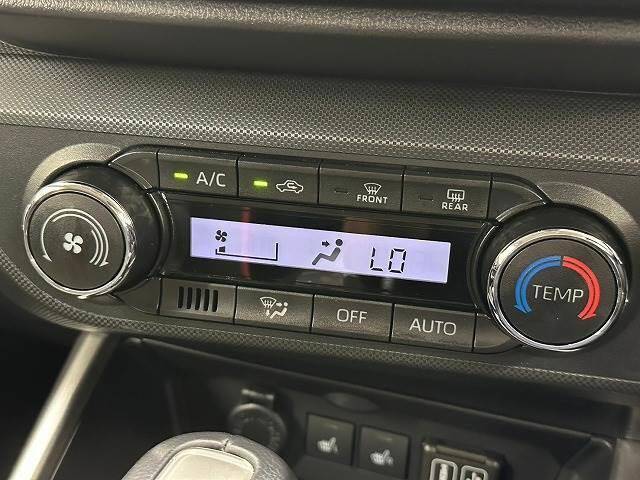 A/C
FRONT
REAR
LO
TEMP
OFF
AUTO